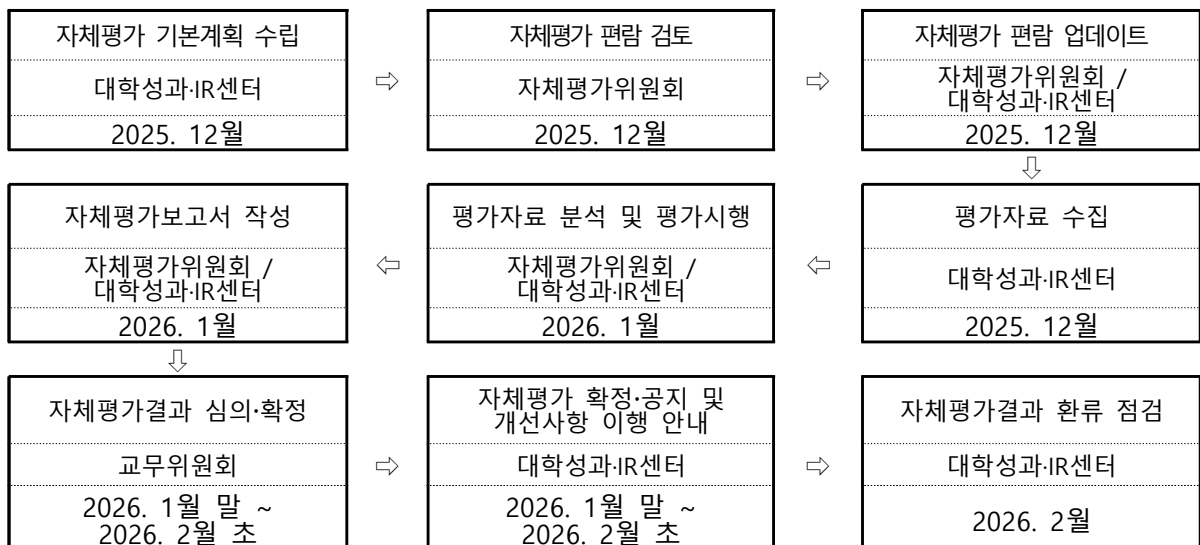 자체평가 기본계획 수립
대학성과·IR센터
2025. 12월
⇨
자체평가 편람 검토
자체평가위원회
2025. 12월
⇨
자체평가 편람 업데이트
자체평가위원회 /
대학성과·IR센터
2025. 12월
⇩
평가자료 수집
대학성과·IR센터
2025. 12월
⇦
평가자료 분석 및 평가시행
자체평가위원회 /
대학성과·IR센터
2026. 1월
⇦
자체평가보고서 작성
자체평가위원회 /
대학성과·IR센터
2026. 1월
⇩
자체평가결과 심의·확정
교무위원회
2026. 1월 말 ~
2026. 2월 초
⇨
자체평가 확정·공지 및
개선사항 이행 안내
대학성과·IR센터
2026. 1월 말 ~
2026. 2월 초
⇨
자체평가결과 환류 점검
대학성과·IR센터
2026. 2월